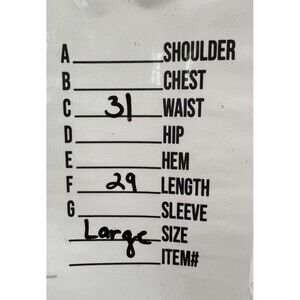 A SHOULDER
B CHEST
C 31 WAIST
D HIP
E HEM
F 29 LENGTH
G SLEEVE
Large SIZE
ITEM#